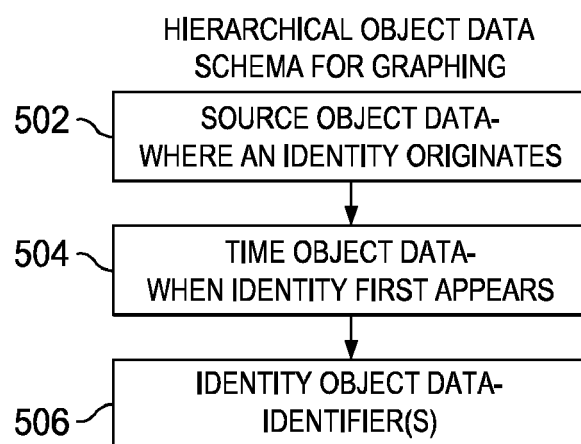 HIERARCHICAL OBJECT DATA
SCHEMA FOR GRAPHING
502
SOURCE OBJECT DATA-
WHERE AN IDENTITY ORIGINATES
504
TIME OBJECT DATA-
WHEN IDENTITY FIRST APPEARS
506
IDENTITY OBJECT DATA-
IDENTIFIER(S)